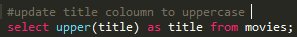 #update title coloumn to uppercase
select upper(title) as title from movies;